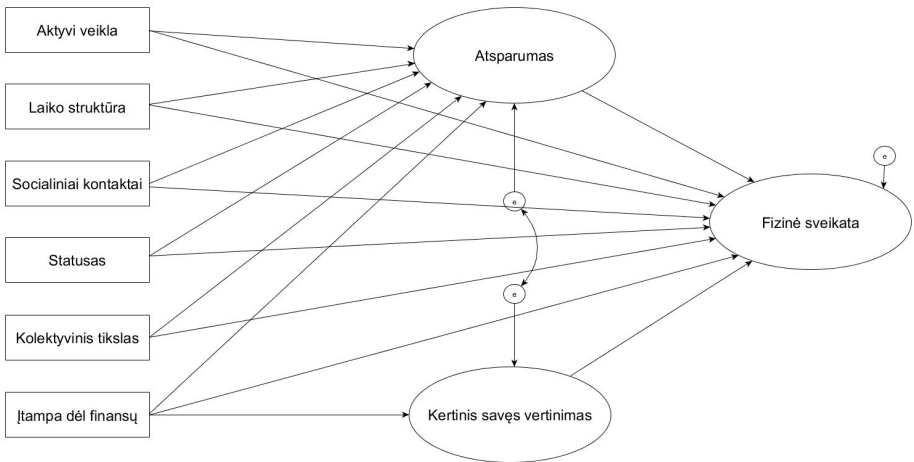 Aktyvi veikla
Atsparumas
Laiko struktūra
Socialiniai kontaktai
e
e
Fizinė sveikata
Statusas
e
Kolektyvinis tikslas
Įtampa dėl finansų
Kertinis savęs vertinimas